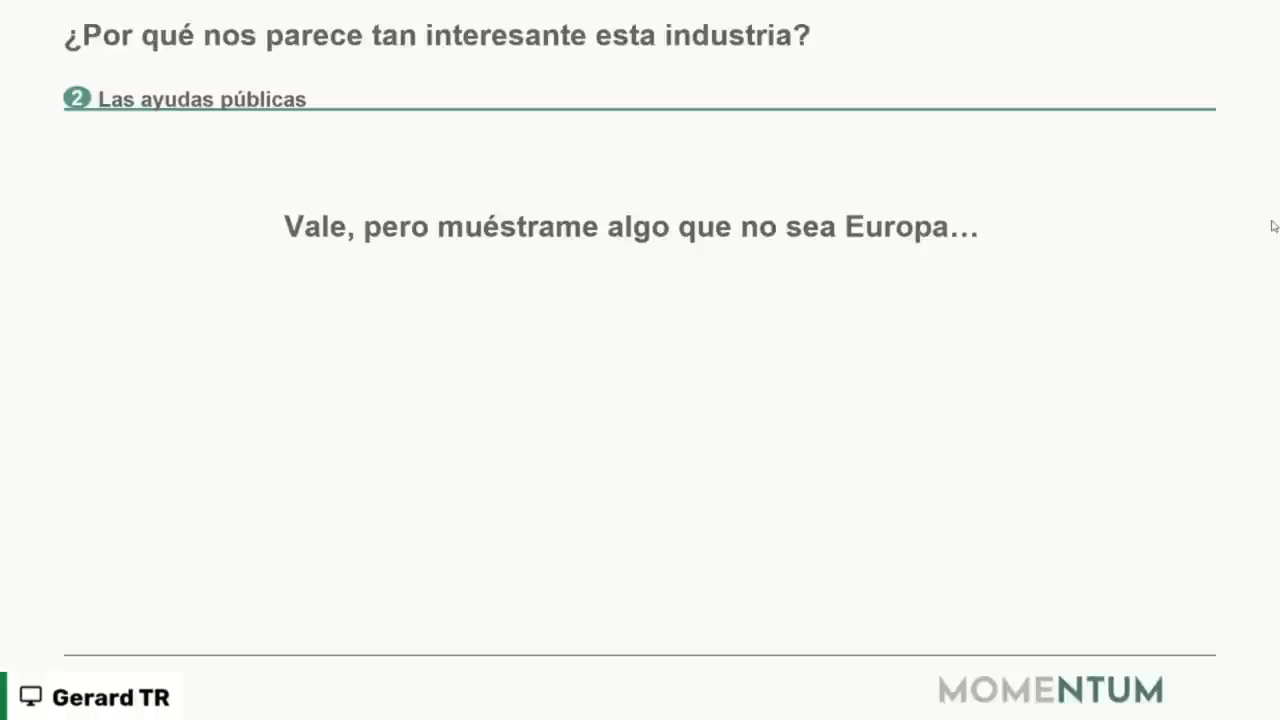 ¿Por qué nos parece tan interesante esta industria?
2 Las ayudas públicas
Vale, pero muéstrame algo que no sea Europa…
Gerard TR
MOMENTUM